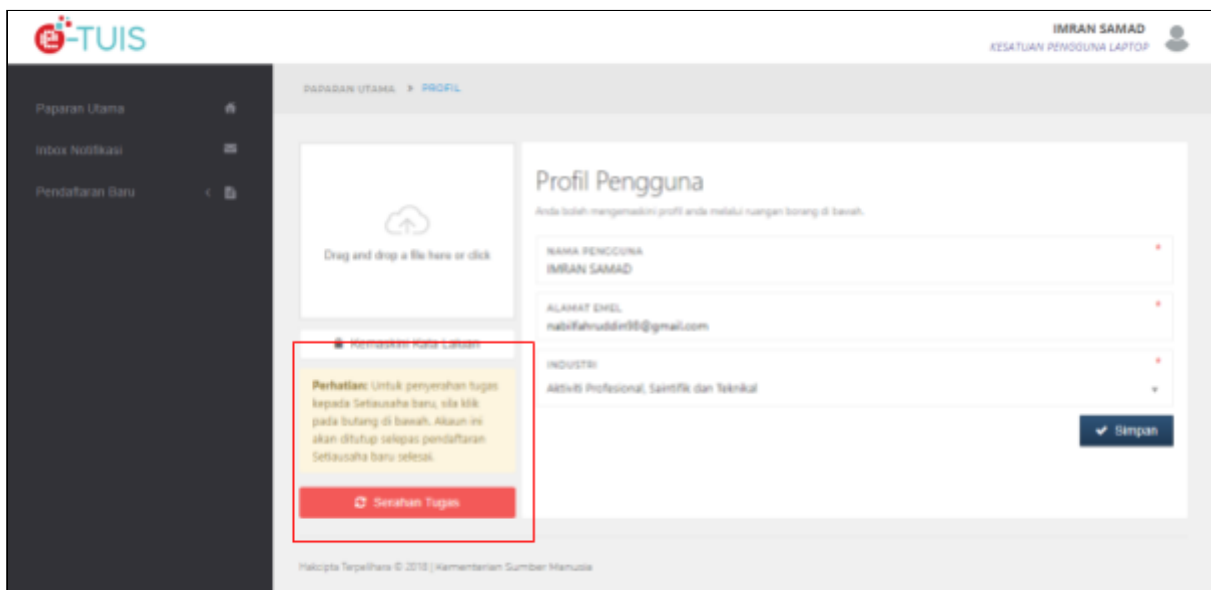 e-TUIS
IMRAN SAMAD
KESATUAN PENGGUNA LAPTOP
PAPARAN UTAMA > PROFIL
Paparan Utama
Inbox Notifikasi
Pendaftaran Baru
Drag and drop a file here or click
Kemaskini Kata Laluan
Perhatian: Untuk penyerahan tugas
kepada Setiausaha baru, sila klik
pada butang di bawah. Akaun ini
akan ditutup selepas pendaftaran
Setiausaha baru selesai.
Serahan Tugas
Profil Pengguna
Anda boleh mengemaskini profil anda melalui ruangan borang di bawah.
NAMA PENGGUNA *
IMRAN SAMAD
ALAMAT EMEL *
nabilfahruddin98@gmail.com
INDUSTRI *
Aktiviti Profesional, Saintifik dan Teknikal
Simpan
Hakcipta Terpelihara © 2018 | Kementerian Sumber Manusia